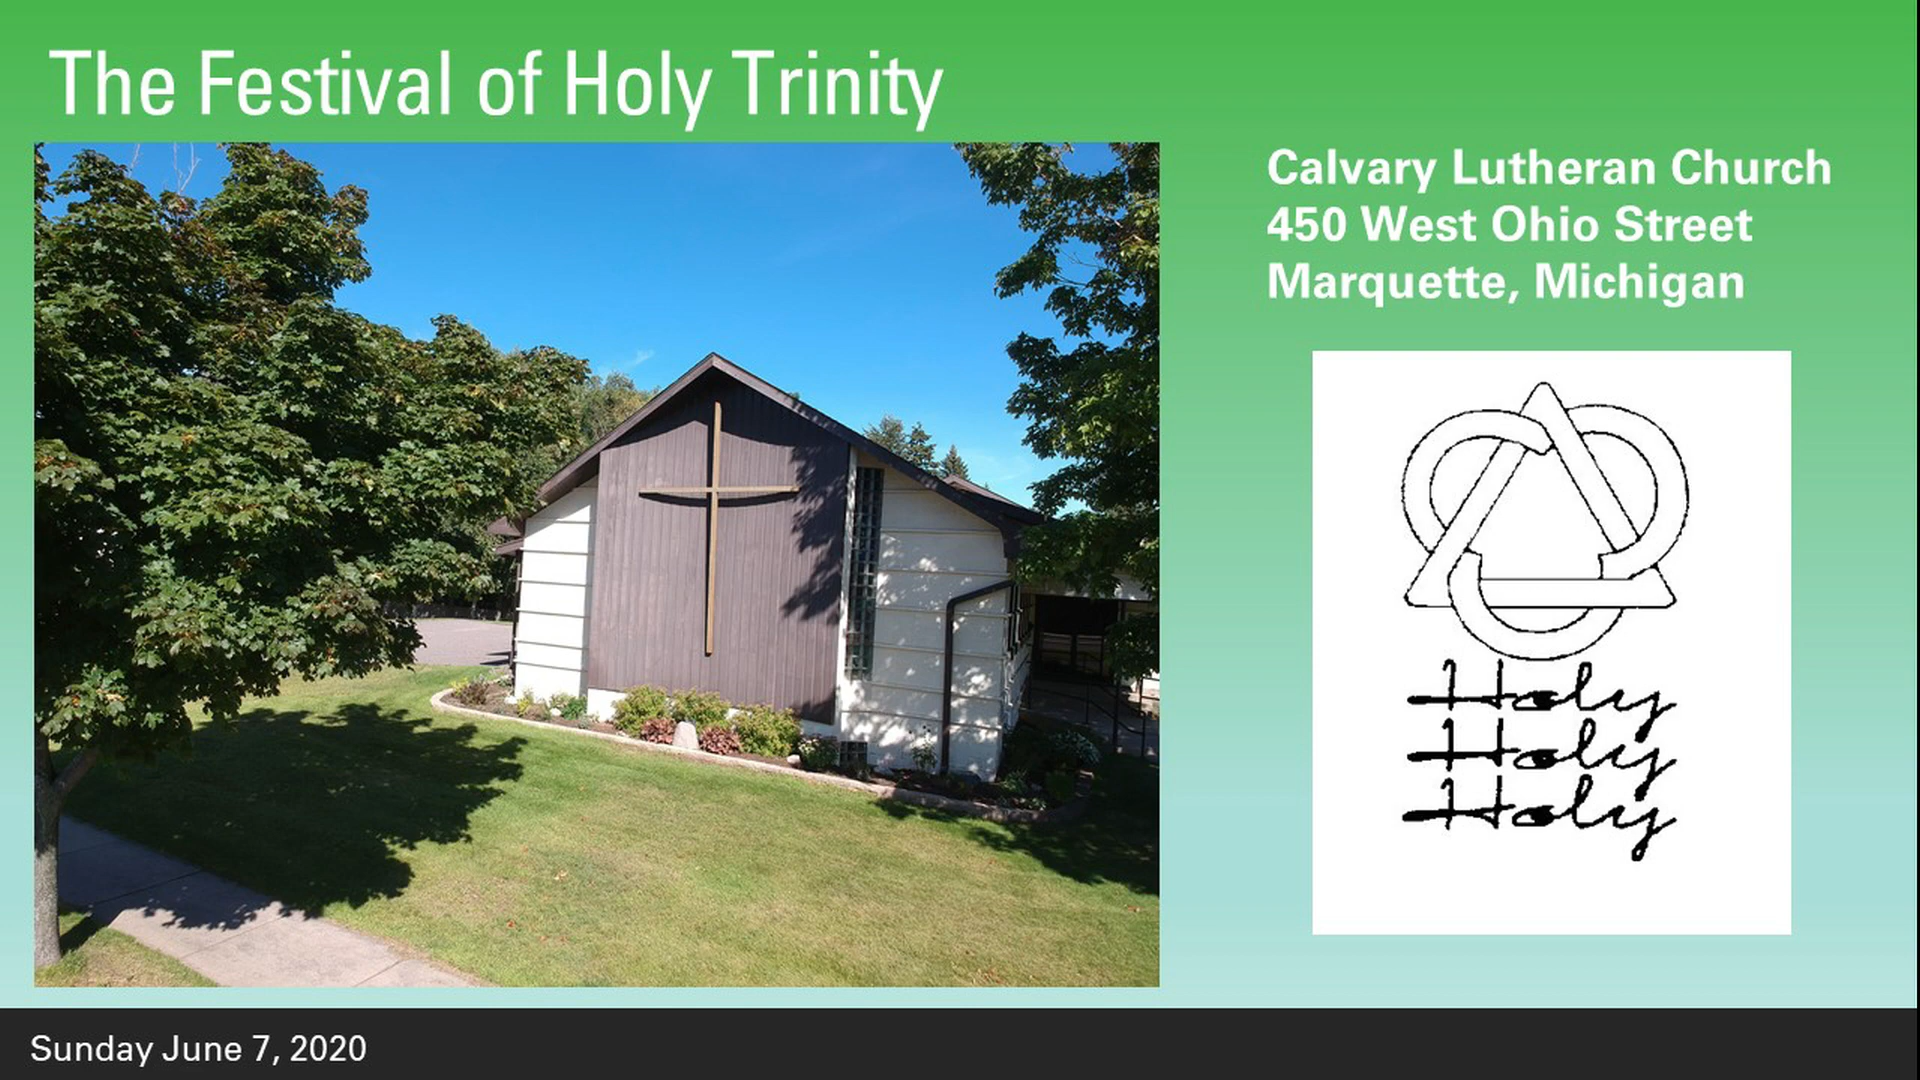 The Festival of Holy Trinity
Calvary Lutheran Church
450 West Ohio Street
Marquette, Michigan
Holy
Holy
Holy
Sunday June 7, 2020